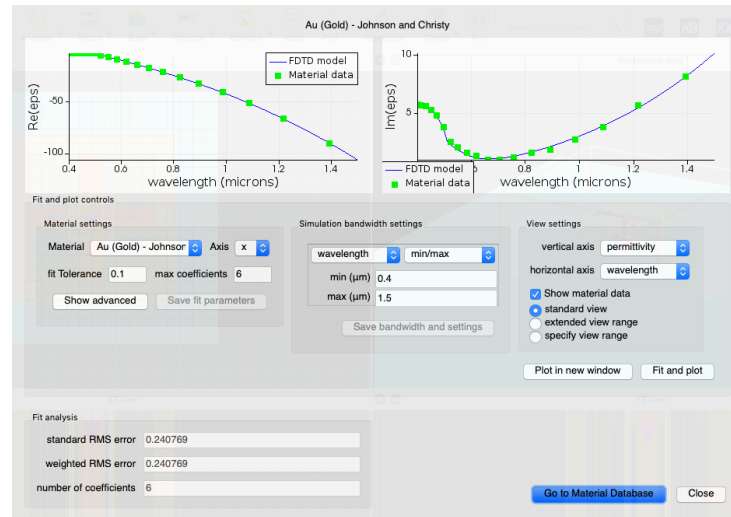 Au (Gold) - Johnson and Christy
FDTD model
Material data
Re(eps)
-50
-100
0.4 0.6 0.8 1 1.2 1.4
wavelength (microns)
10
5
Im(eps)
FDTD model
Material data
0.8 1 1.2 1.4
wavelength (microns)
Fit and plot controls
Material settings
Material Au (Gold) - Johnsor Axis x
fit Tolerance 0.1 max coefficients 6
Show advanced Save fit parameters
Simulation bandwidth settings
wavelength min/max
min (µm) 0.4
max (µm) 1.5
Save bandwidth and settings
View settings
vertical axis permittivity
horizontal axis wavelength
Show material data
standard view
extended view range
specify view range
Plot in new window Fit and plot
Fit analysis
standard RMS error 0.240769
weighted RMS error 0.240769
number of coefficients 6
Go to Material Database Close